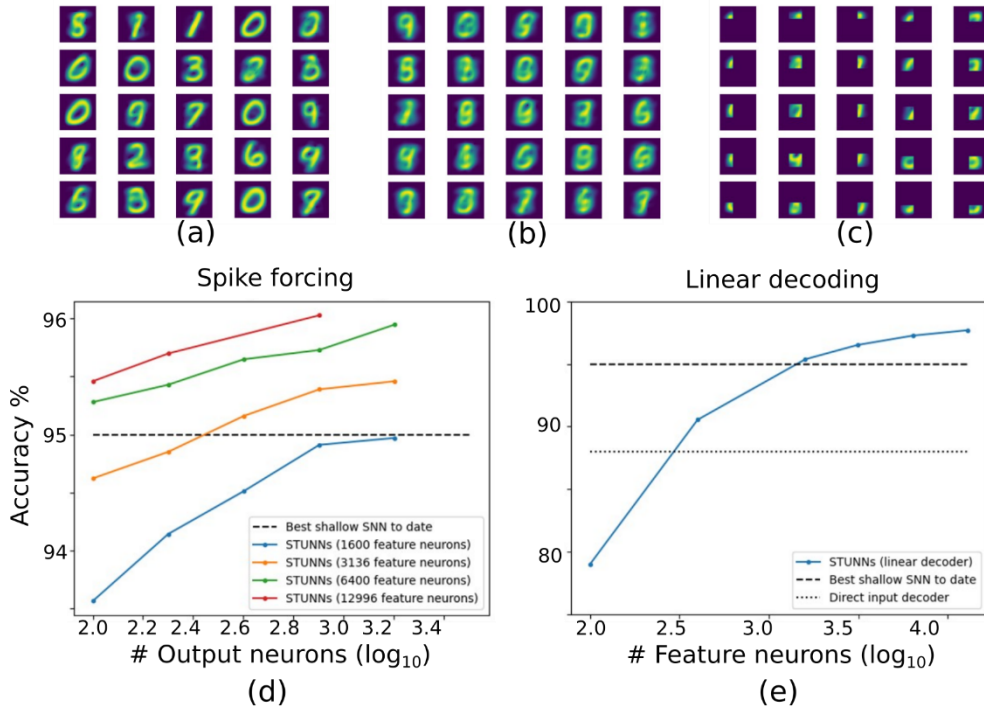 (a)
(b)
(c)
Spike forcing
96
95
94
Accuracy %
Best shallow SNN to date
STUNNs (1600 feature neurons)
STUNNs (3136 feature neurons)
STUNNs (6400 feature neurons)
STUNNs (12996 feature neurons)
2.0 2.2 2.4 2.6 2.8 3.0 3.2 3.4
# Output neurons (log10)
(d)
Linear decoding
100
90
80
STUNNs (linear decoder)
Best shallow SNN to date
Direct input decoder
2.0 2.5 3.0 3.5 4.0
# Feature neurons (log10)
(e)